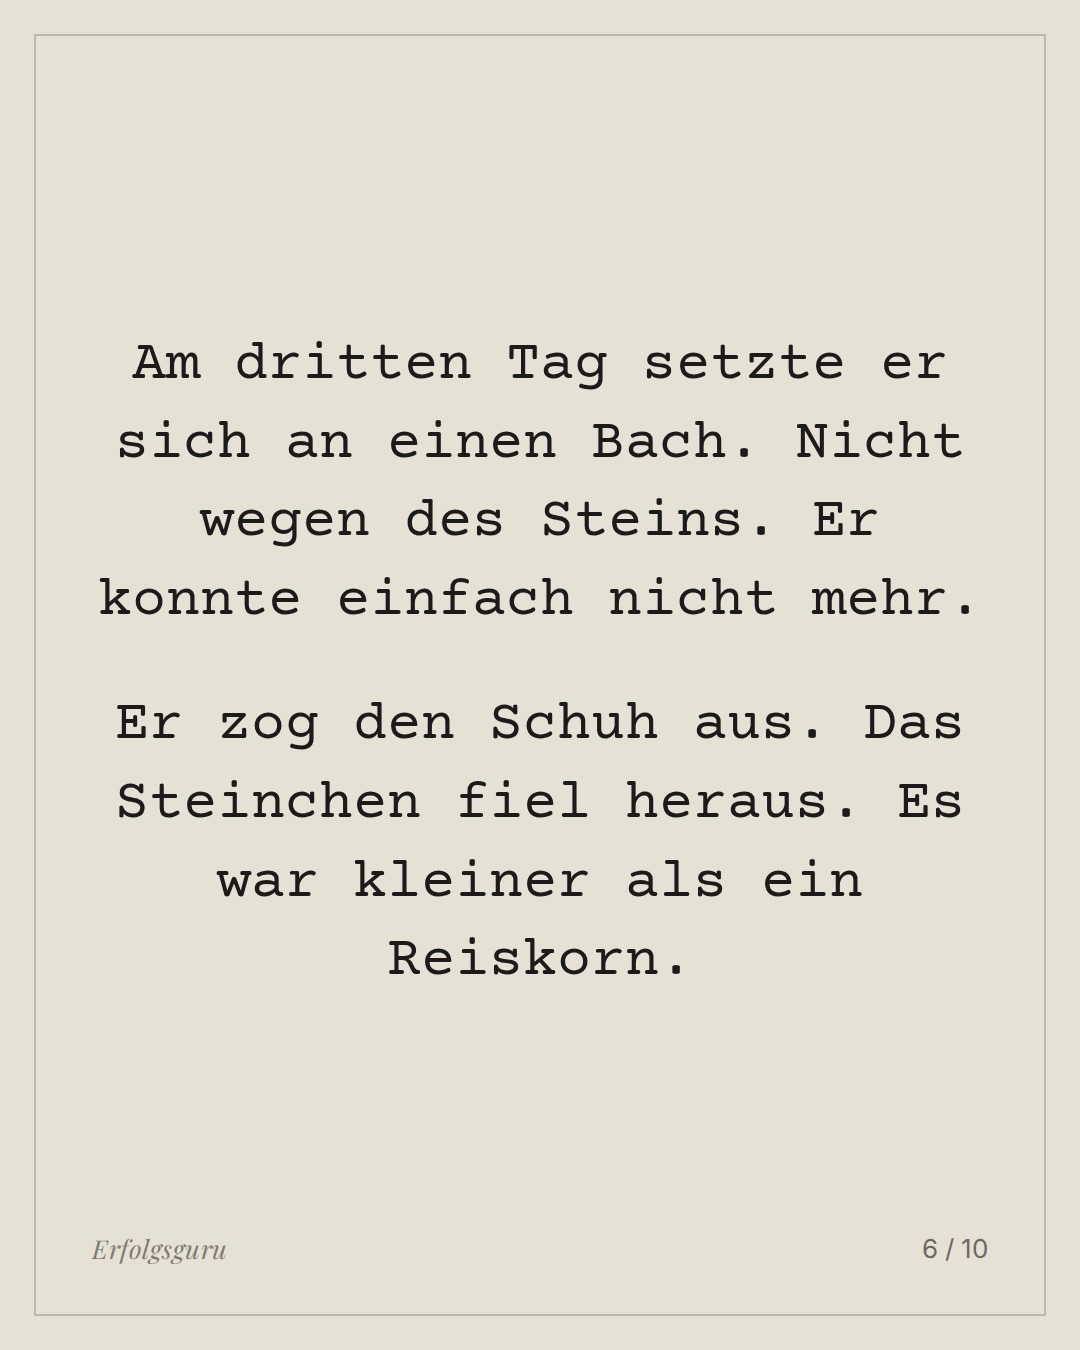 Am dritten Tag setzte er
sich an einen Bach. Nicht
wegen des Steins. Er
konnte einfach nicht mehr.
Er zog den Schuh aus. Das
Steinchen fiel heraus. Es
war kleiner als ein
Reiskorn.
Erfolgsguru
6 / 10